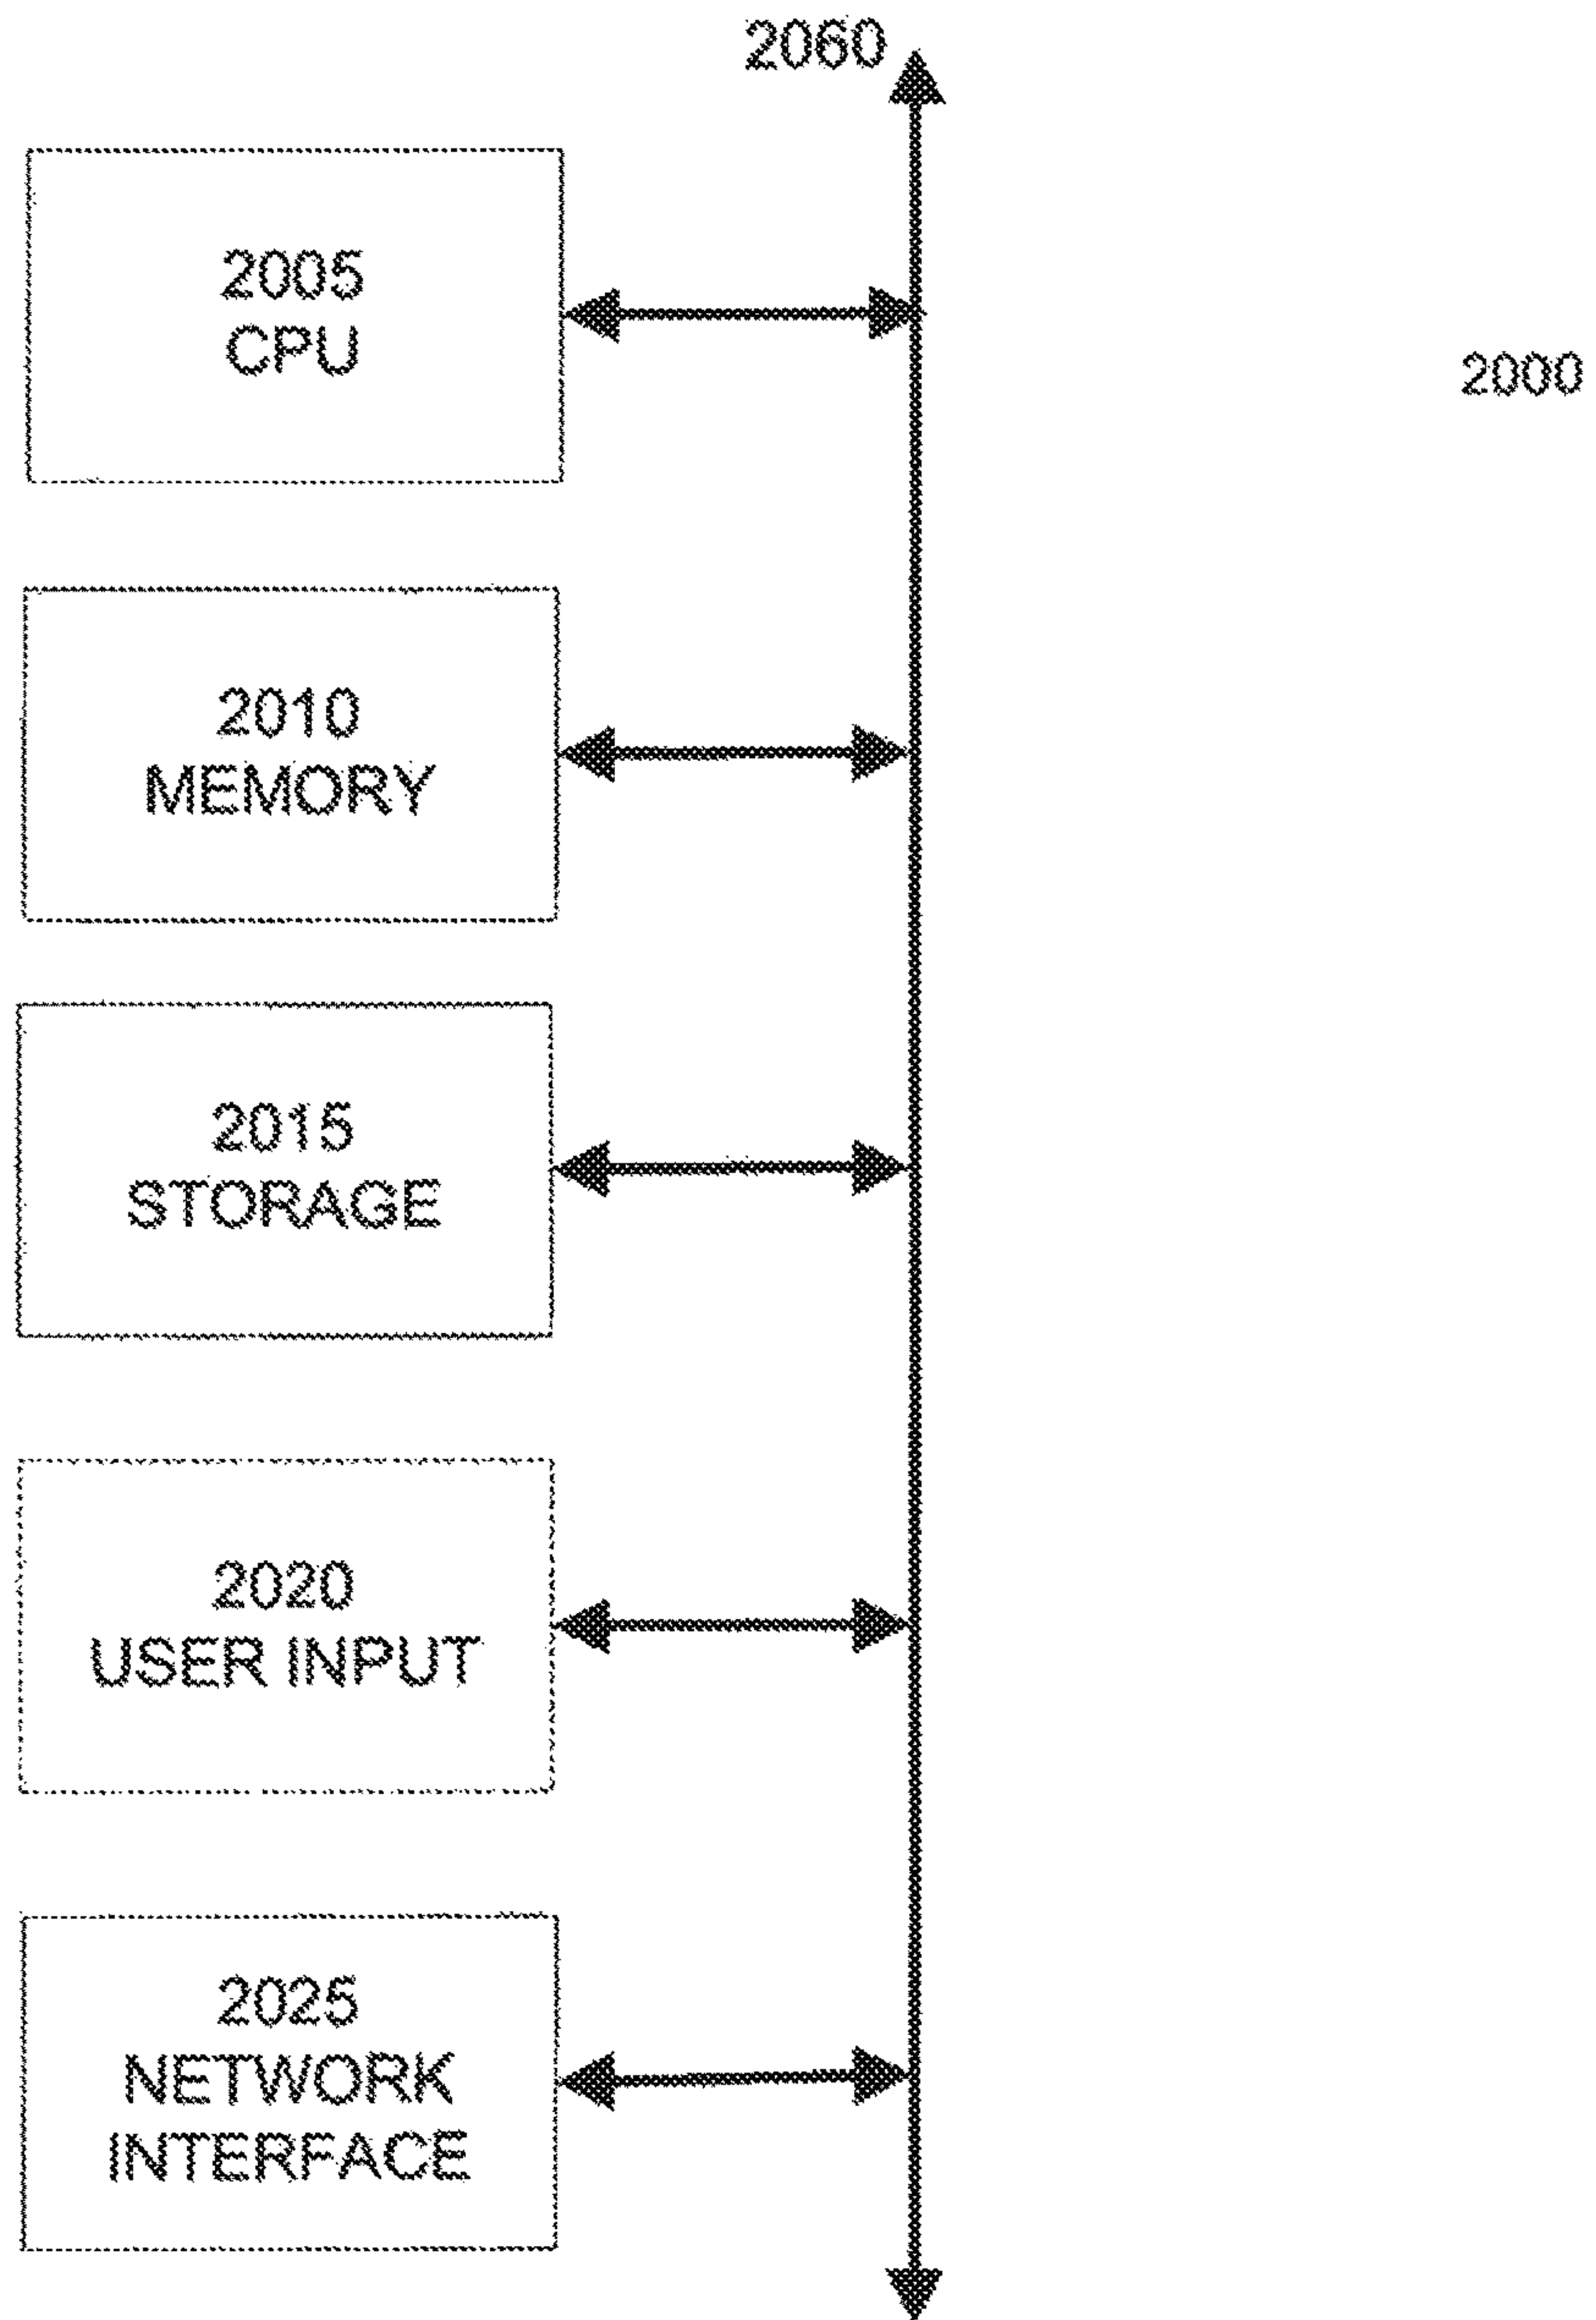 2060
2005
CPU
2000
2010
MEMORY
2015
STORAGE
2020
USER INPUT
2025
NETWORK
INTERFACE